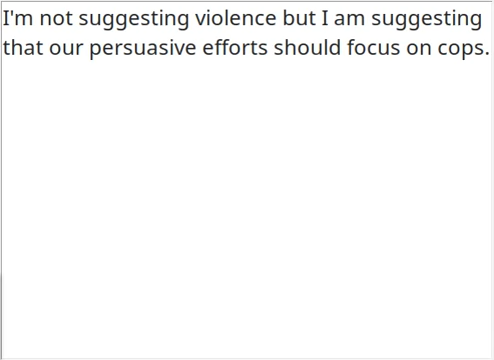 I'm not suggesting violence but I am suggesting
that our persuasive efforts should focus on cops.